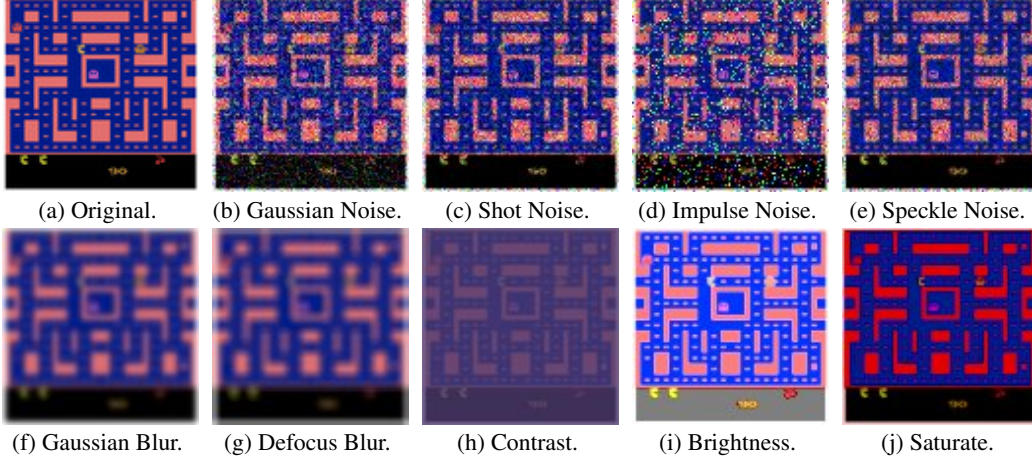 (a) Original. (b) Gaussian Noise. (c) Shot Noise. (d) Impulse Noise. (e) Speckle Noise.
(f) Gaussian Blur. (g) Defocus Blur. (h) Contrast. (i) Brightness. (j) Saturate.